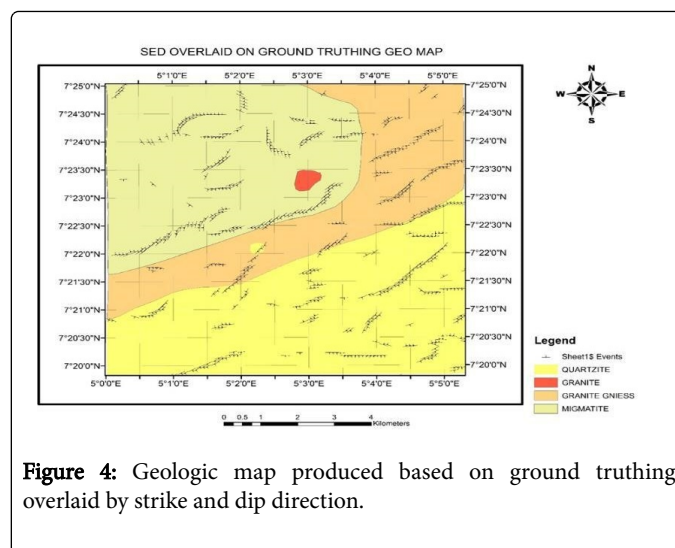 SED OVERLAID ON GROUND TRUTHING GEO MAP
5°1'0"E 5°2'0"E 5°3'0"E 5°4'0"E 5°5'0"E
N
W E
S
7°25'0"N 7°25'0"N
7°24'30"N 7°24'30"N
7°24'0"N 7°24'0"N
7°23'30"N 7°23'30"N
7°23'0"N 7°23'0"N
7°22'30"N 7°22'30"N
7°22'0"N 7°22'0"N
7°21'30"N 7°21'30"N
7°21'0"N 7°21'0"N
7°20'30"N 7°20'30"N
7°20'0"N 7°20'0"N
5°0'0"E 5°1'0"E 5°2'0"E 5°3'0"E 5°4'0"E 5°5'0"E
Legend
Sheet1$ Events
QUARTZITE
GRANITE
GRANITE GNIESS
MIGMATITE
0 0.5 1 2 3 4
Kilometers
Figure 4: Geologic map produced based on ground truthing
overlaid by strike and dip direction.